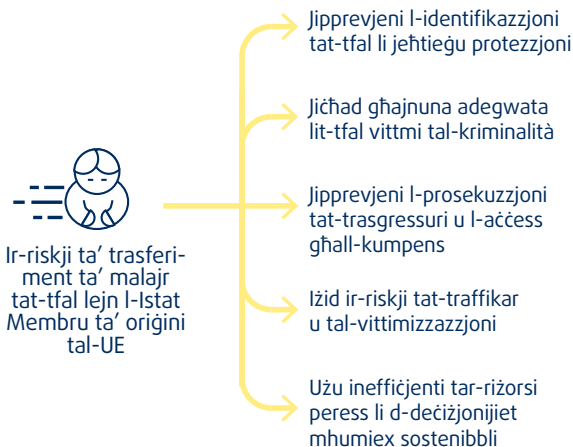 Jipprevjeni l-identifikazzjoni
tat-tfal li jeħtieġu protezzjoni
Jiċħad għajnuna adegwata
lit-tfal vittmi tal-kriminalità
Jipprevjeni l-prosekuzzjoni
tat-trasgressuri u l-aċċess
għall-kumpens
Ir-riskji ta’ trasferi-
ment ta’ malajr
tat-tfal lejn l-Istat
Membru ta’ oriġini
tal-UE
Iżid ir-riskji tat-traffikar
u tal-vittimizzazzjoni
Użu ineffiċjenti tar-riżorsi
peress li d-deċiżjonijiet
mhumiex sostenibbli